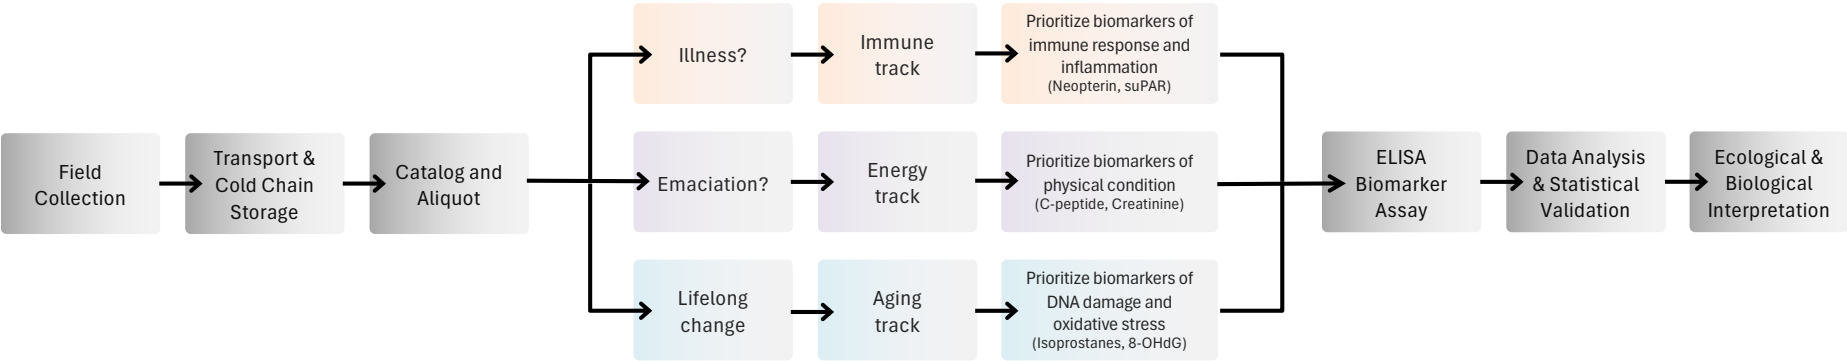 Field
Collection
Transport &
Cold Chain
Storage
Catalog and
Aliquot
Illness?
Immune
track
Prioritize biomarkers of
immune response and
inflammation
(Neopterin, suPAR)
Emaciation?
Energy
track
Prioritize biomarkers of
physical condition
(C-peptide, Creatinine)
Lifelong
change
Aging
track
Prioritize biomarkers of
DNA damage and
oxidative stress
(Isoprostanes, 8-OHdG)
ELISA
Biomarker
Assay
Data Analysis
& Statistical
Validation
Ecological &
Biological
Interpretation